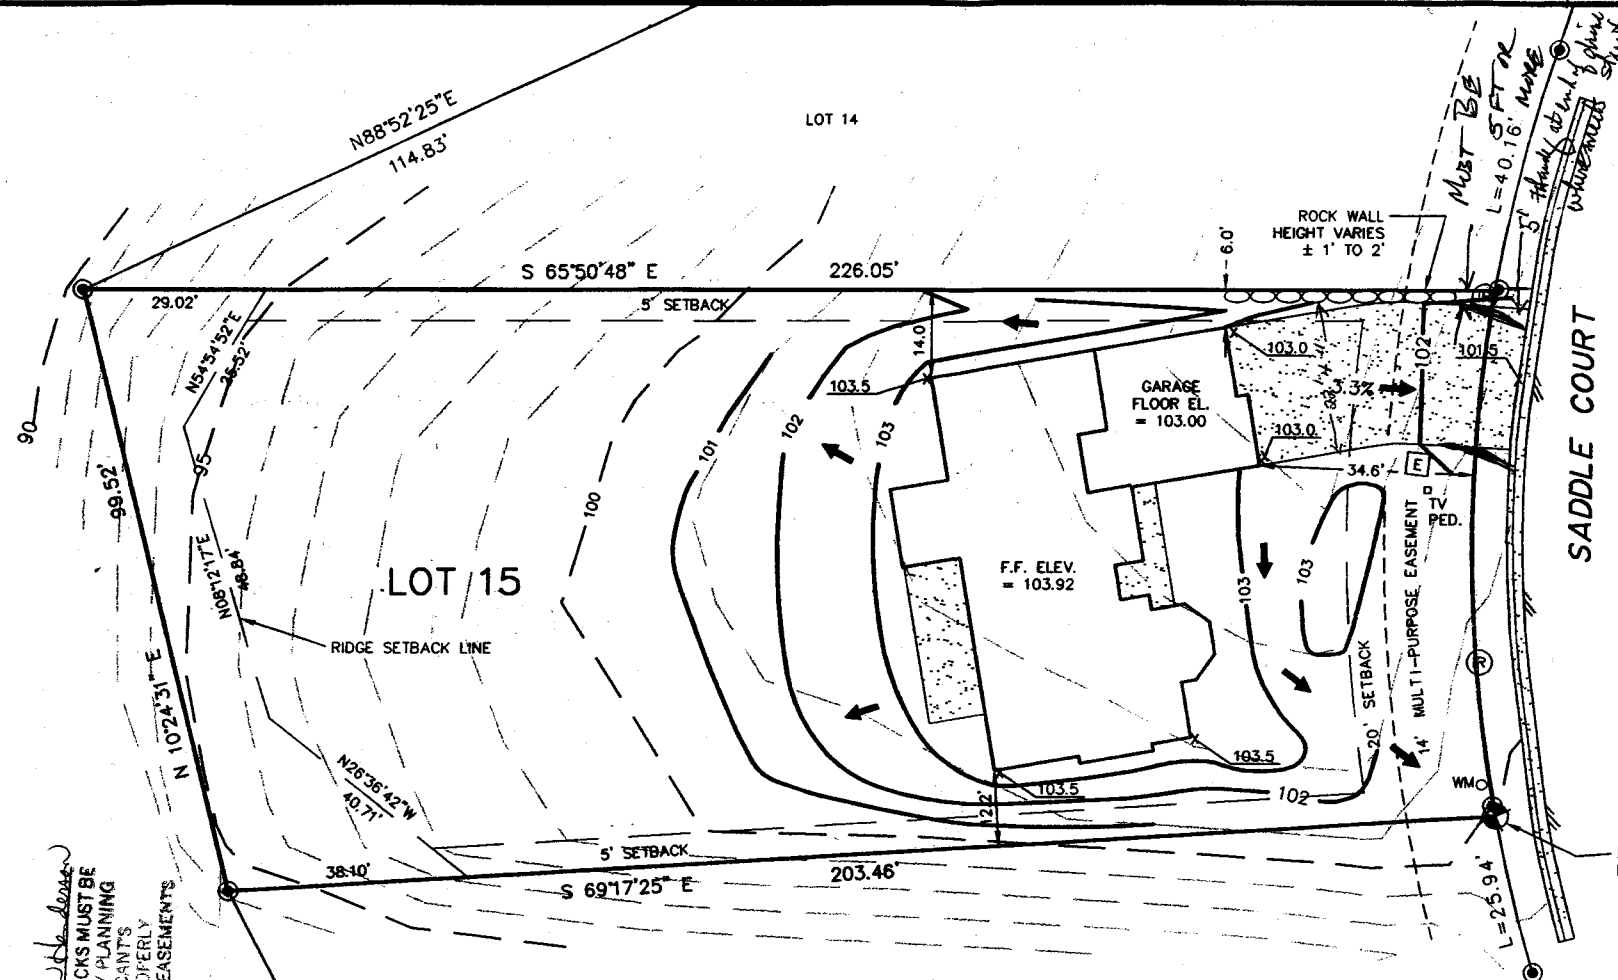 N88°52'25"E
114.83'
LOT 14
MUST BE
5 FT OR
MORE
L=40.16'
5'
ROCK WALL
HEIGHT VARIES
± 1' TO 2'
6.0'
S 65°50'48" E
226.05'
29.02'
5' SETBACK
N54°54'52"E
14.0'
103.5
103.0
3.3%
102
101.5
GARAGE
FLOOR EL.
= 103.00
103.0
SADDLE COURT
90
99.52'
95
101
102
103
100
34.6'
E
TV
PED.
LOT 15
F.F. ELEV.
= 103.92
103
103
N08°12'17"E
48.84'
RIDGE SETBACK LINE
20' SETBACK
14' MULTI-PURPOSE EASEMENT
N 10°24'31" E
N26°36'42"W
40.71'
103.5
103.5
12.2'
102
WM
5' SETBACK
38.10'
203.46'
S 69°17'25" E
L=25.94'
CKS MUST BE
PLANNING
CANT'S
OPERLY
EASEMENTS